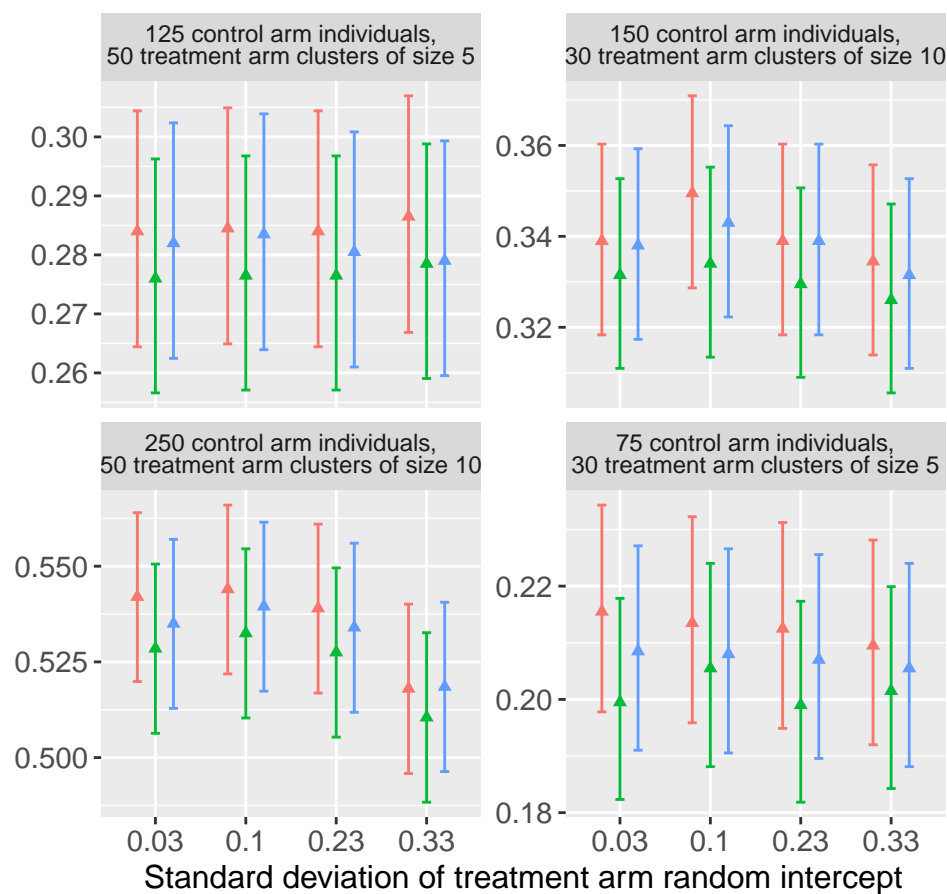 125 control arm individuals,
50 treatment arm clusters of size 5
150 control arm individuals,
30 treatment arm clusters of size 10
0.30
0.29
0.28
0.27
0.26
0.36
0.34
0.32
250 control arm individuals,
50 treatment arm clusters of size 10
75 control arm individuals,
30 treatment arm clusters of size 5
0.550
0.525
0.500
0.22
0.20
0.18
0.03 0.1 0.23 0.33
0.03 0.1 0.23 0.33
Standard deviation of treatment arm random intercept